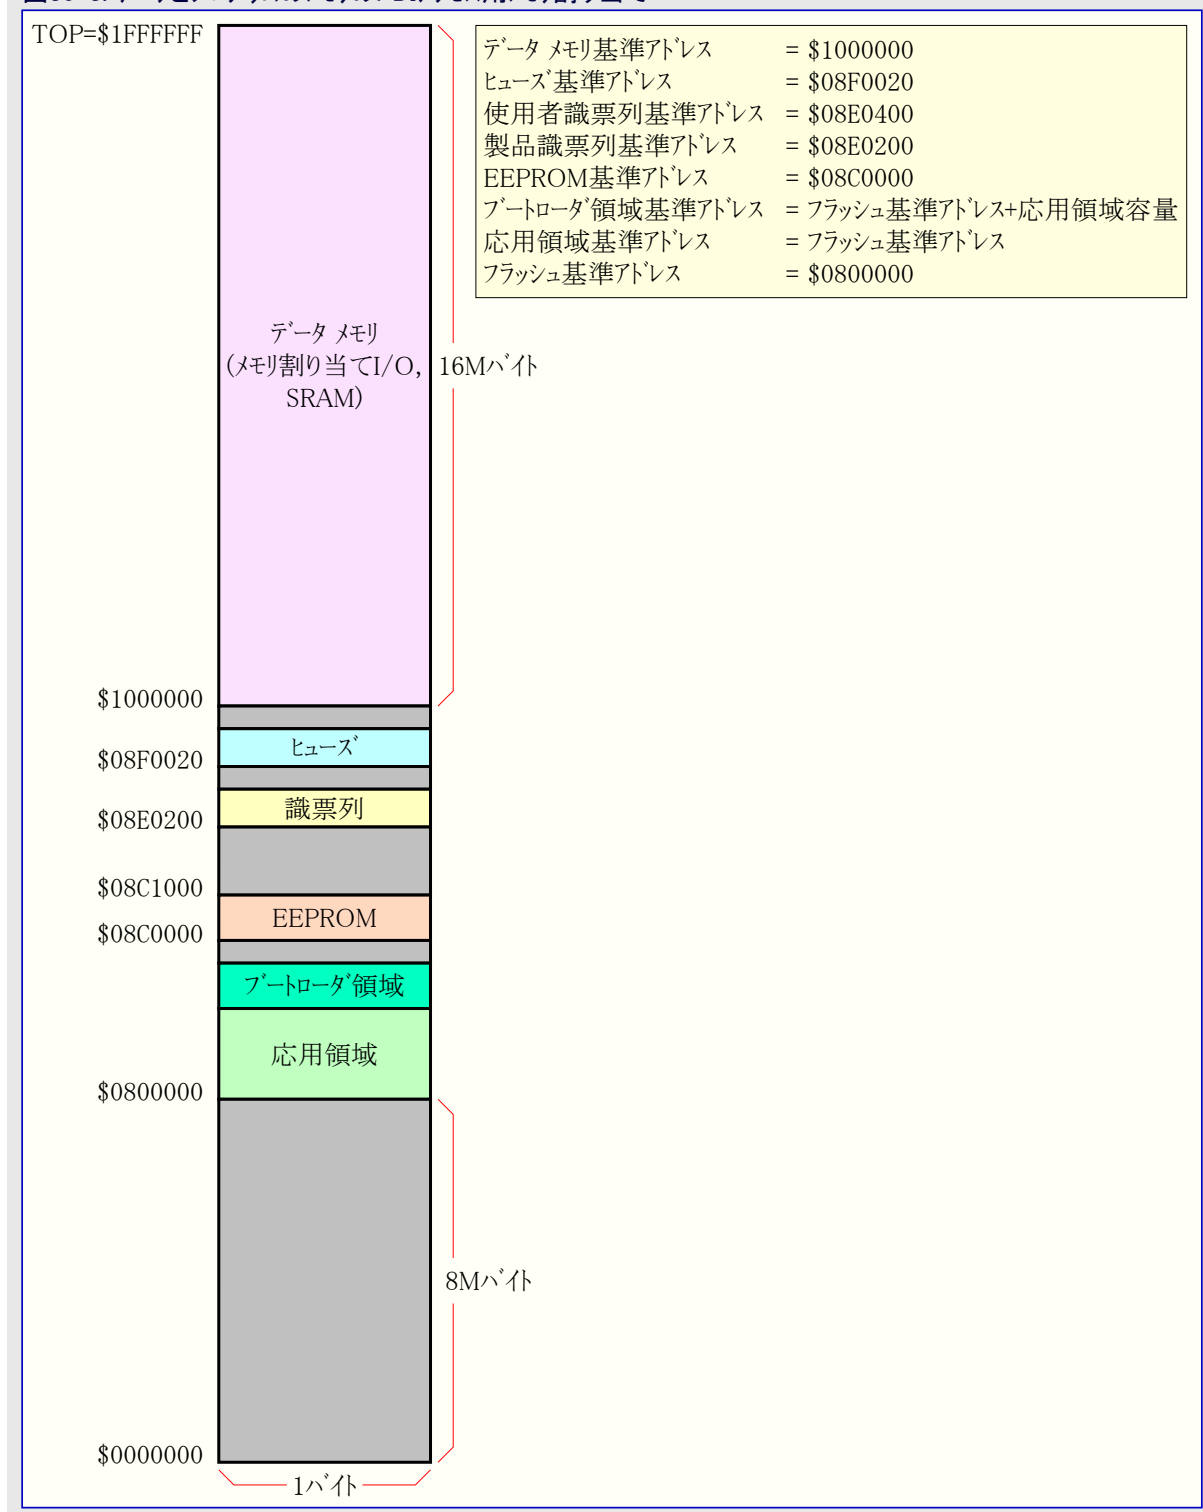 TOP=$1FFFFFF
データ メモリ基準アドレス = $1000000
ヒューズ基準アドレス = $08F0020
使用者識票列基準アドレス = $08E0400
製品識票列基準アドレス = $08E0200
EEPROM基準アドレス = $08C0000
ブートローダ領域基準アドレス = フラッシュ基準アドレス+応用領域容量
応用領域基準アドレス = フラッシュ基準アドレス
フラッシュ基準アドレス = $0800000
データ メモリ
(メモリ割り当てI/O,
SRAM)
16Mバイト
$1000000
ヒューズ
$08F0020
識票列
$08E0200
$08C1000
EEPROM
$08C0000
ブートローダ領域
応用領域
$0800000
8Mバイト
$0000000
1バイト